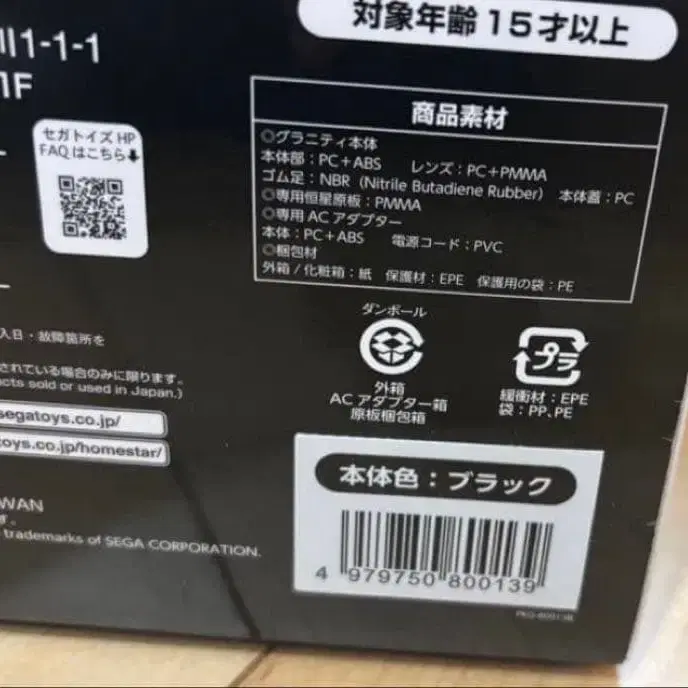 対象年齢 15才以上
1-1-1
1F
セガトイズ HP
FAQはこちら⬇
商品素材
◎グラニティ本体
本体部:PC+ABS レンズ:PC+PMMA
ゴム足:NBR(Nitrile Butadiene Rubber) 本体蓋:PC
◎専用恒星原板:PMMA
◎専用ACアダプター
本体:PC+ABS 電源コード:PVC
◎梱包材
外箱/化粧箱:紙 保護材:EPE 保護用の袋:PE
入日・故障箇所を
されている場合のみに限ります。
cts sold or used in Japan.)
segatoys.co.jp/
toys.co.jp/homestar/
WAN
す。
trademarks of SEGA CORPORATION.
ダンボール
外箱
ACアダプター箱
原板梱包箱
プラ
緩衝材:EPE
袋:PP、PE
本体色:ブラック
4 979750 800139